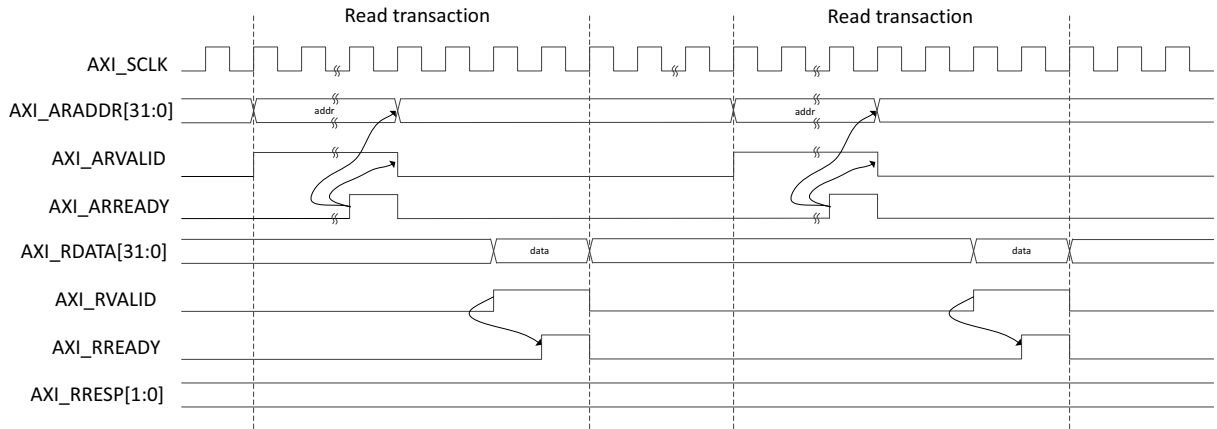 Read transaction Read transaction
AXI_SCLK
AXI_ARADDR[31:0] addr addr
AXI_ARVALID
AXI_ARREADY
AXI_RDATA[31:0] data data
AXI_RVALID
AXI_RREADY
AXI_RRESP[1:0]